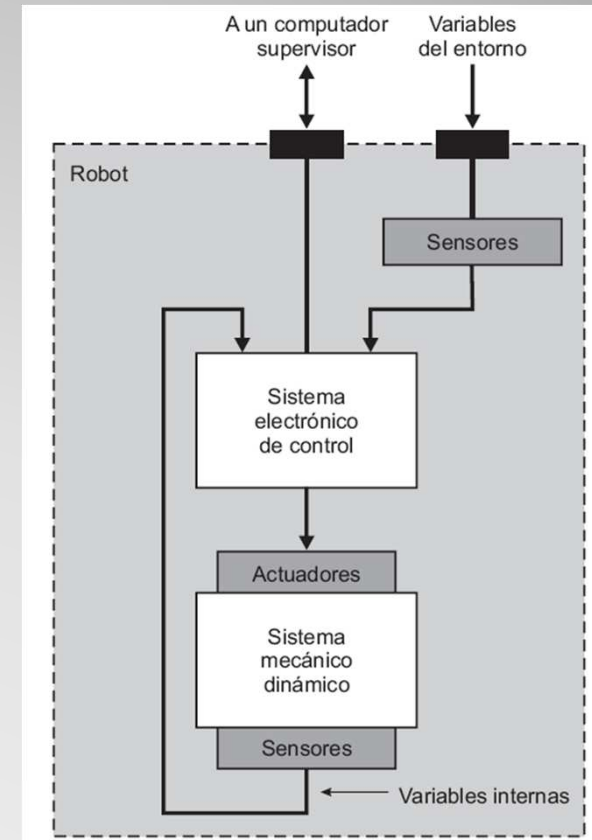 A un computador
supervisor
Variables
del entorno
Robot
Sensores
Sistema
electrónico
de control
Actuadores
Sistema
mecánico
dinámico
Sensores
Variables internas